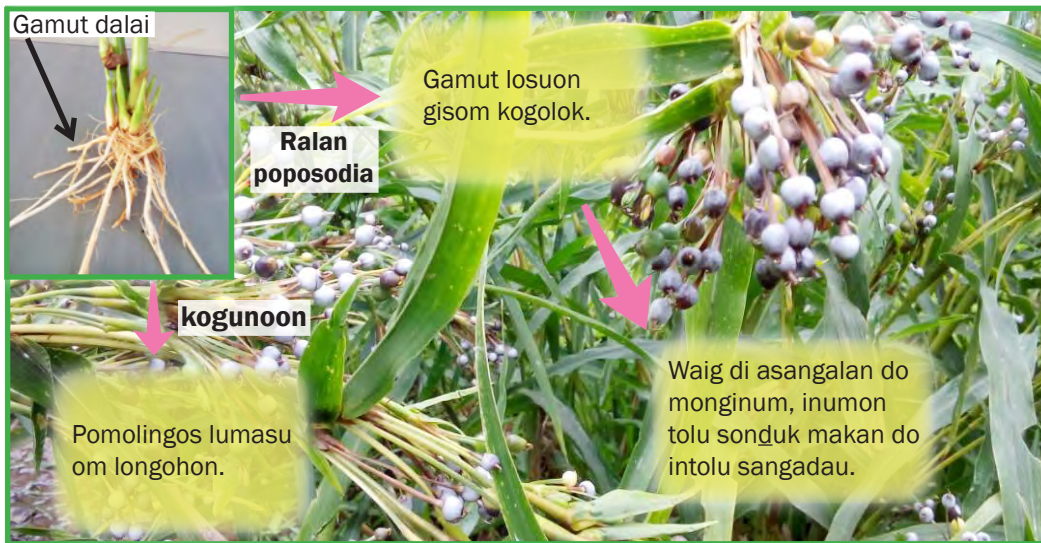 Gamut dalai
Ralan
poposodia
Gamut losuon
gisom kogolok.
kogunoon
Pomolingos lumasu
om longohon.
Waig di asangalan do
monginum, inumon
tolu sonduk makan do
intolu sangadau.